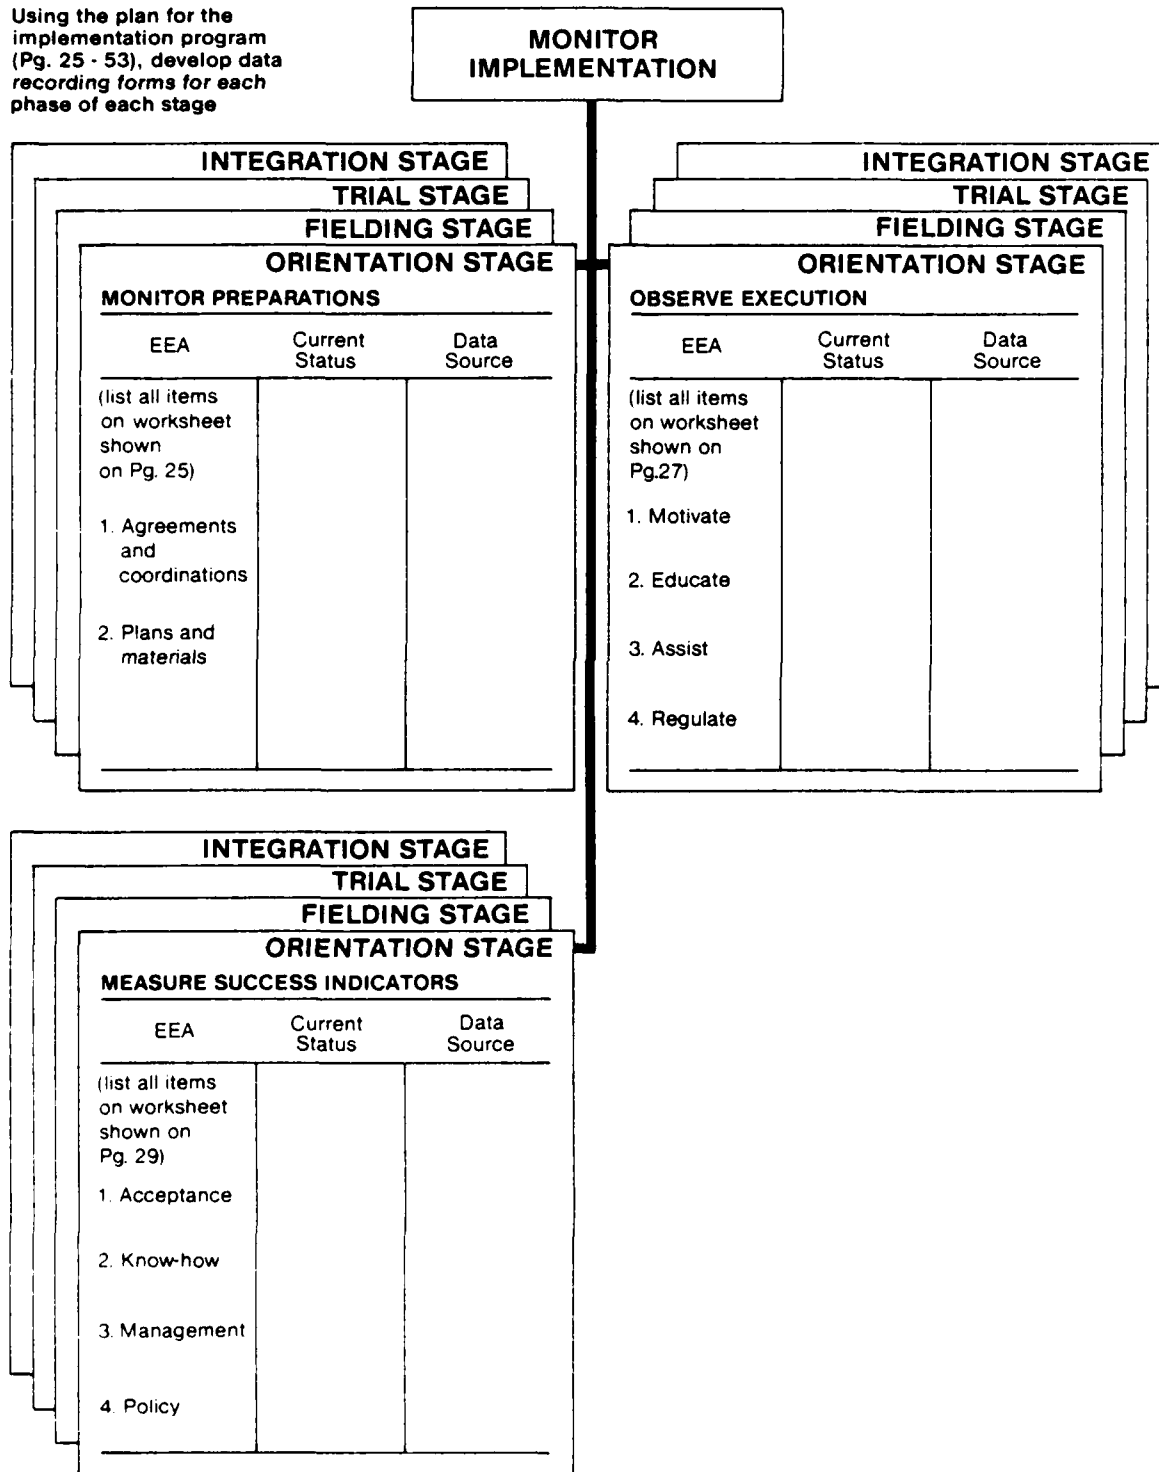 Using the plan for the
implementation program
(Pg. 25 - 53), develop data
recording forms for each
phase of each stage
MONITOR
IMPLEMENTATION
INTEGRATION STAGE
TRIAL STAGE
FIELDING STAGE
ORIENTATION STAGE
MONITOR PREPARATIONS
EEA
Current
Status
Data
Source
(list all items
on worksheet
shown
on Pg. 25)
1. Agreements
and
coordinations
2. Plans and
materials
INTEGRATION STAGE
TRIAL STAGE
FIELDING STAGE
ORIENTATION STAGE
OBSERVE EXECUTION
EEA
Current
Status
Data
Source
(list all items
on worksheet
shown on
Pg.27)
1. Motivate
2. Educate
3. Assist
4. Regulate
INTEGRATION STAGE
TRIAL STAGE
FIELDING STAGE
ORIENTATION STAGE
MEASURE SUCCESS INDICATORS
EEA
Current
Status
Data
Source
(list all items
on worksheet
shown on
Pg. 29)
1. Acceptance
2. Know-how
3. Management
4. Policy